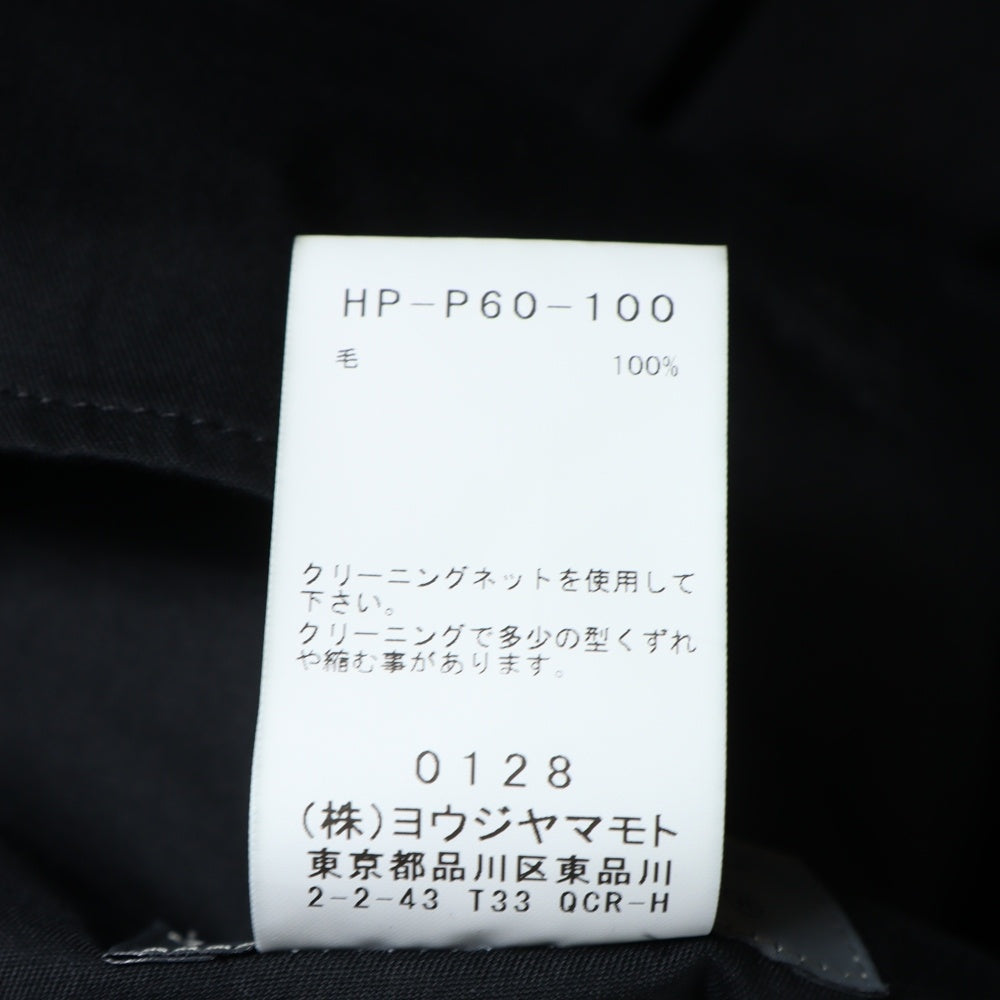 HP-P60-100
毛 100%
クリーニングネットを使用して
下さい。
クリーニングで多少の型くずれ
や縮む事があります。
0128
(株)ヨウジヤマモト
東京都品川区東品川
2-2-43 T33 QCR-H